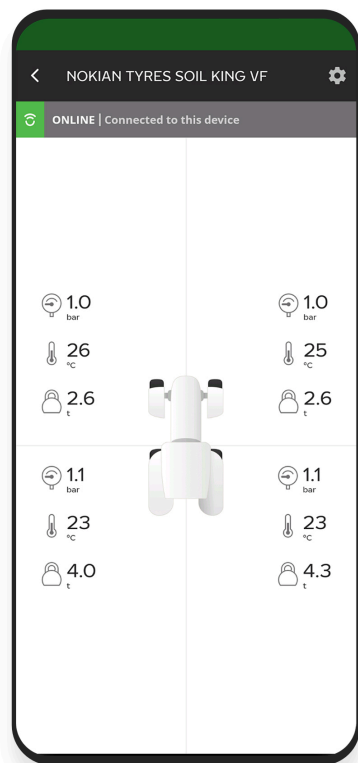 NOKIAN TYRES SOIL KING VF
ONLINE | Connected to this device
1.0
bar
26
°C
2.6
t
1.0
bar
25
°C
2.6
t
1.1
bar
23
°C
4.0
t
1.1
bar
23
°C
4.3
t